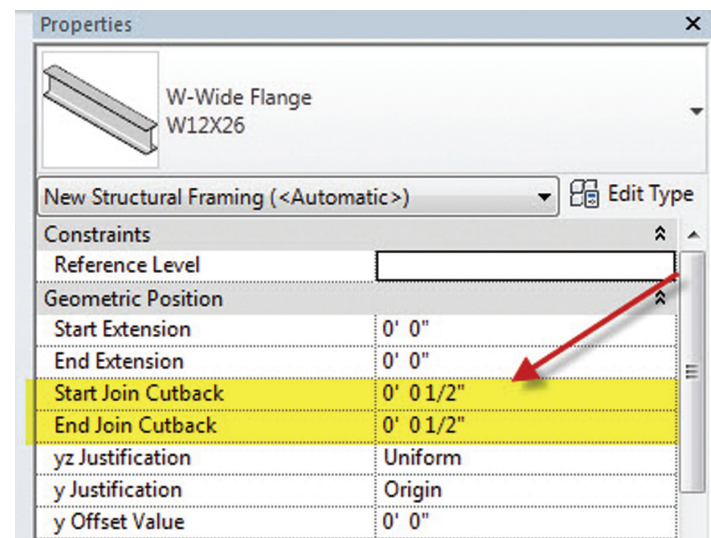 Properties
W-Wide Flange
W12X26
New Structural Framing (<Automatic>) Edit Type
Constraints
Reference Level
Geometric Position
Start Extension 0' 0"
End Extension 0' 0"
Start Join Cutback 0' 0 1/2"
End Join Cutback 0' 0 1/2"
yz Justification Uniform
y Justification Origin
y Offset Value 0' 0"